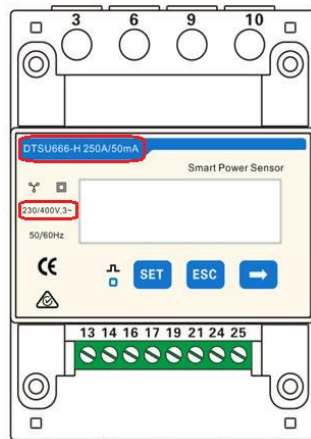 3 6 9 10
DTSU666-H 250A/50mA
Smart Power Sensor
230/400V,3~
50/60Hz
CE
SET ESC
13 14 16 17 19 21 24 25